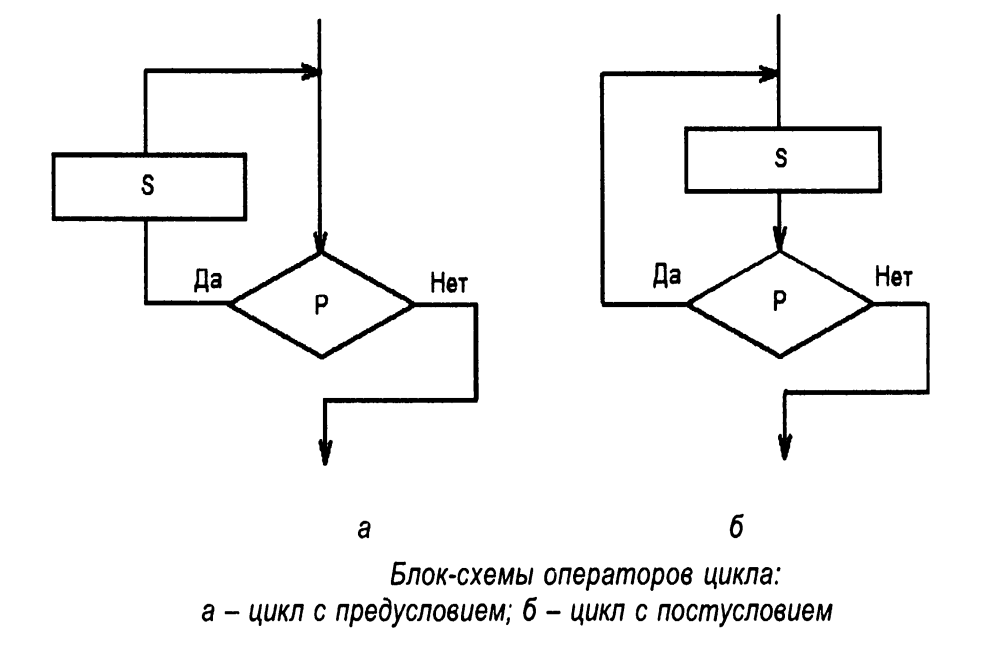 S
Да
P
Нет
S
Да
P
Нет
а
б
Блок-схемы операторов цикла:
а – цикл с предусловием; б – цикл с постусловием